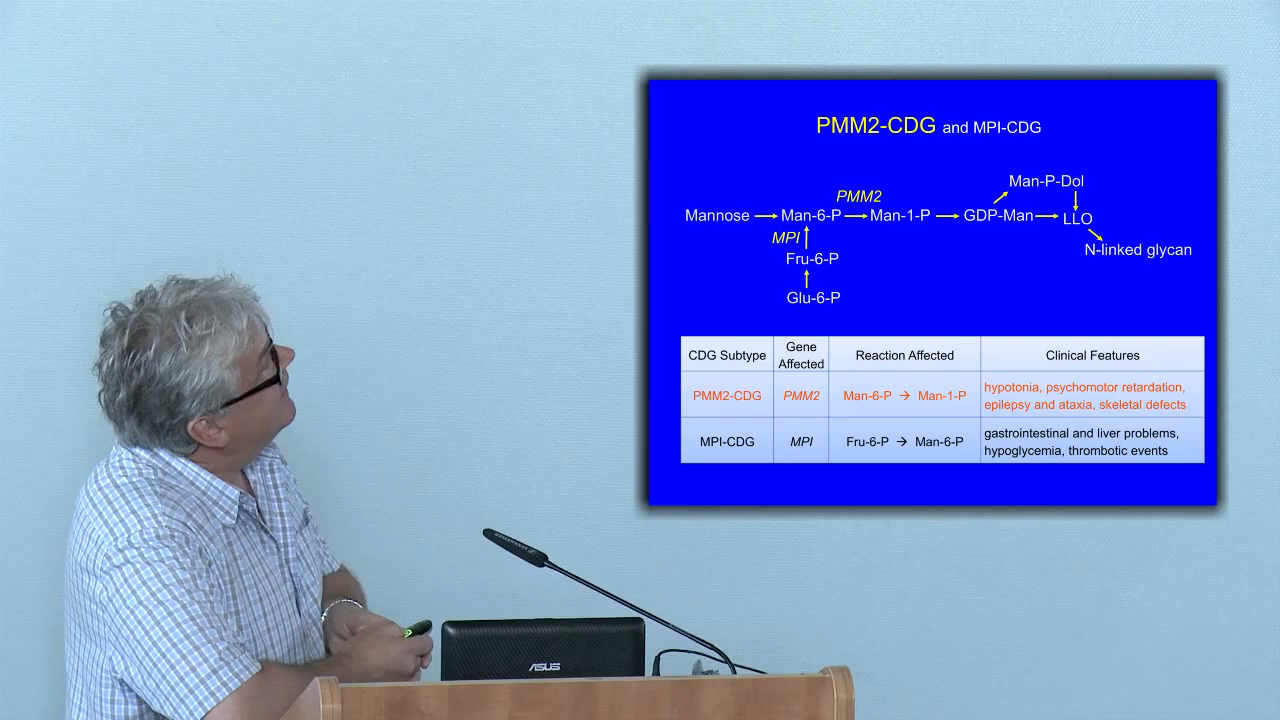 PMM2-CDG and MPI-CDG
Man-P-Dol
PMM2
Mannose → Man-6-P → Man-1-P → GDP-Man → LLO
MPI
N-linked glycan
Fru-6-P
Glu-6-P
CDG Subtype
Gene
Affected
Reaction Affected
Clinical Features
PMM2-CDG
PMM2
Man-6-P → Man-1-P
hypotonia, psychomotor retardation,
epilepsy and ataxia, skeletal defects
MPI-CDG
MPI
Fru-6-P → Man-6-P
gastrointestinal and liver problems,
hypoglycemia, thrombotic events
ASUS